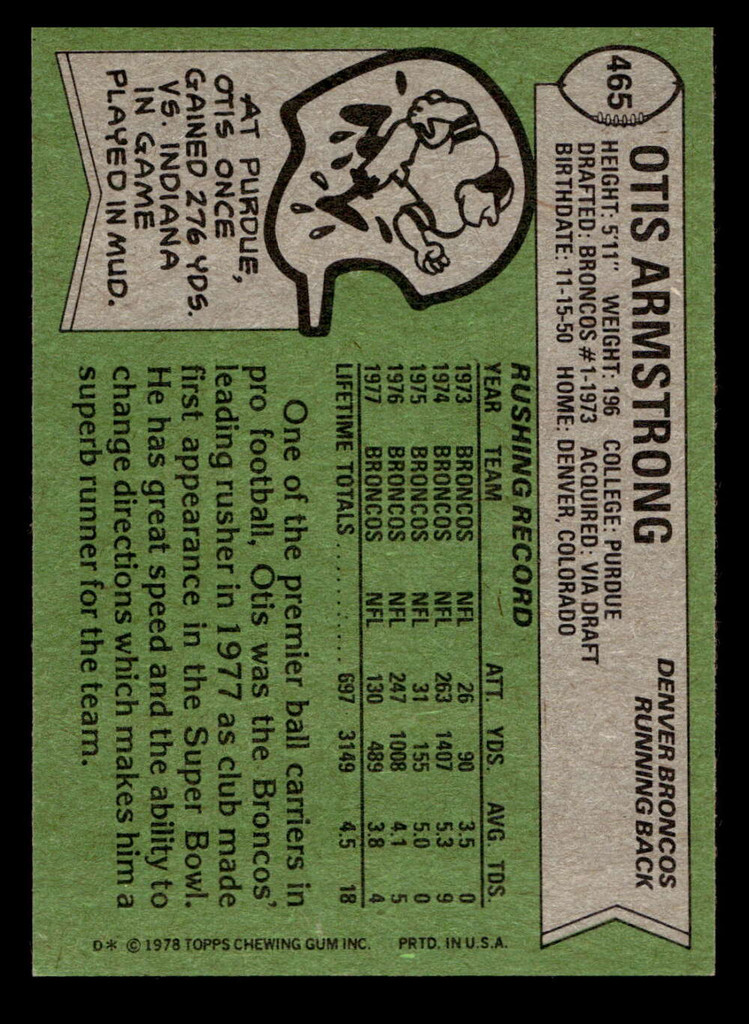 465
OTIS ARMSTRONG
DENVER BRONCOS
RUNNING BACK
HEIGHT: 5'11" WEIGHT: 196 COLLEGE: PURDUE
DRAFTED: BRONCOS #1-1973 ACQUIRED: VIA DRAFT
BIRTHDATE: 11-15-50 HOME: DENVER, COLORADO
AT PURDUE,
OTIS ONCE
GAINED 276 YDS.
VS. INDIANA
IN GAME
PLAYED IN MUD.
RUSHING RECORD
YEAR TEAM ATT. YDS. AVG. TDS.
1973 BRONCOS NFL 26 90 3.5 0
1974 BRONCOS NFL 263 1407 5.3 9
1975 BRONCOS NFL 31 155 5.0 0
1976 BRONCOS NFL 247 1008 4.1 5
1977 BRONCOS NFL 130 489 3.8 4
LIFETIME TOTALS . . . . . . . . . . . . . 697 3149 4.5 18
One of the premier ball carriers in
pro football, Otis was the Broncos'
leading rusher in 1977 as club made
first appearance in the Super Bowl.
He has great speed and the ability to
change directions which makes him a
superb runner for the team.
D* © 1978 TOPPS CHEWING GUM INC. PRTD. IN U.S.A.